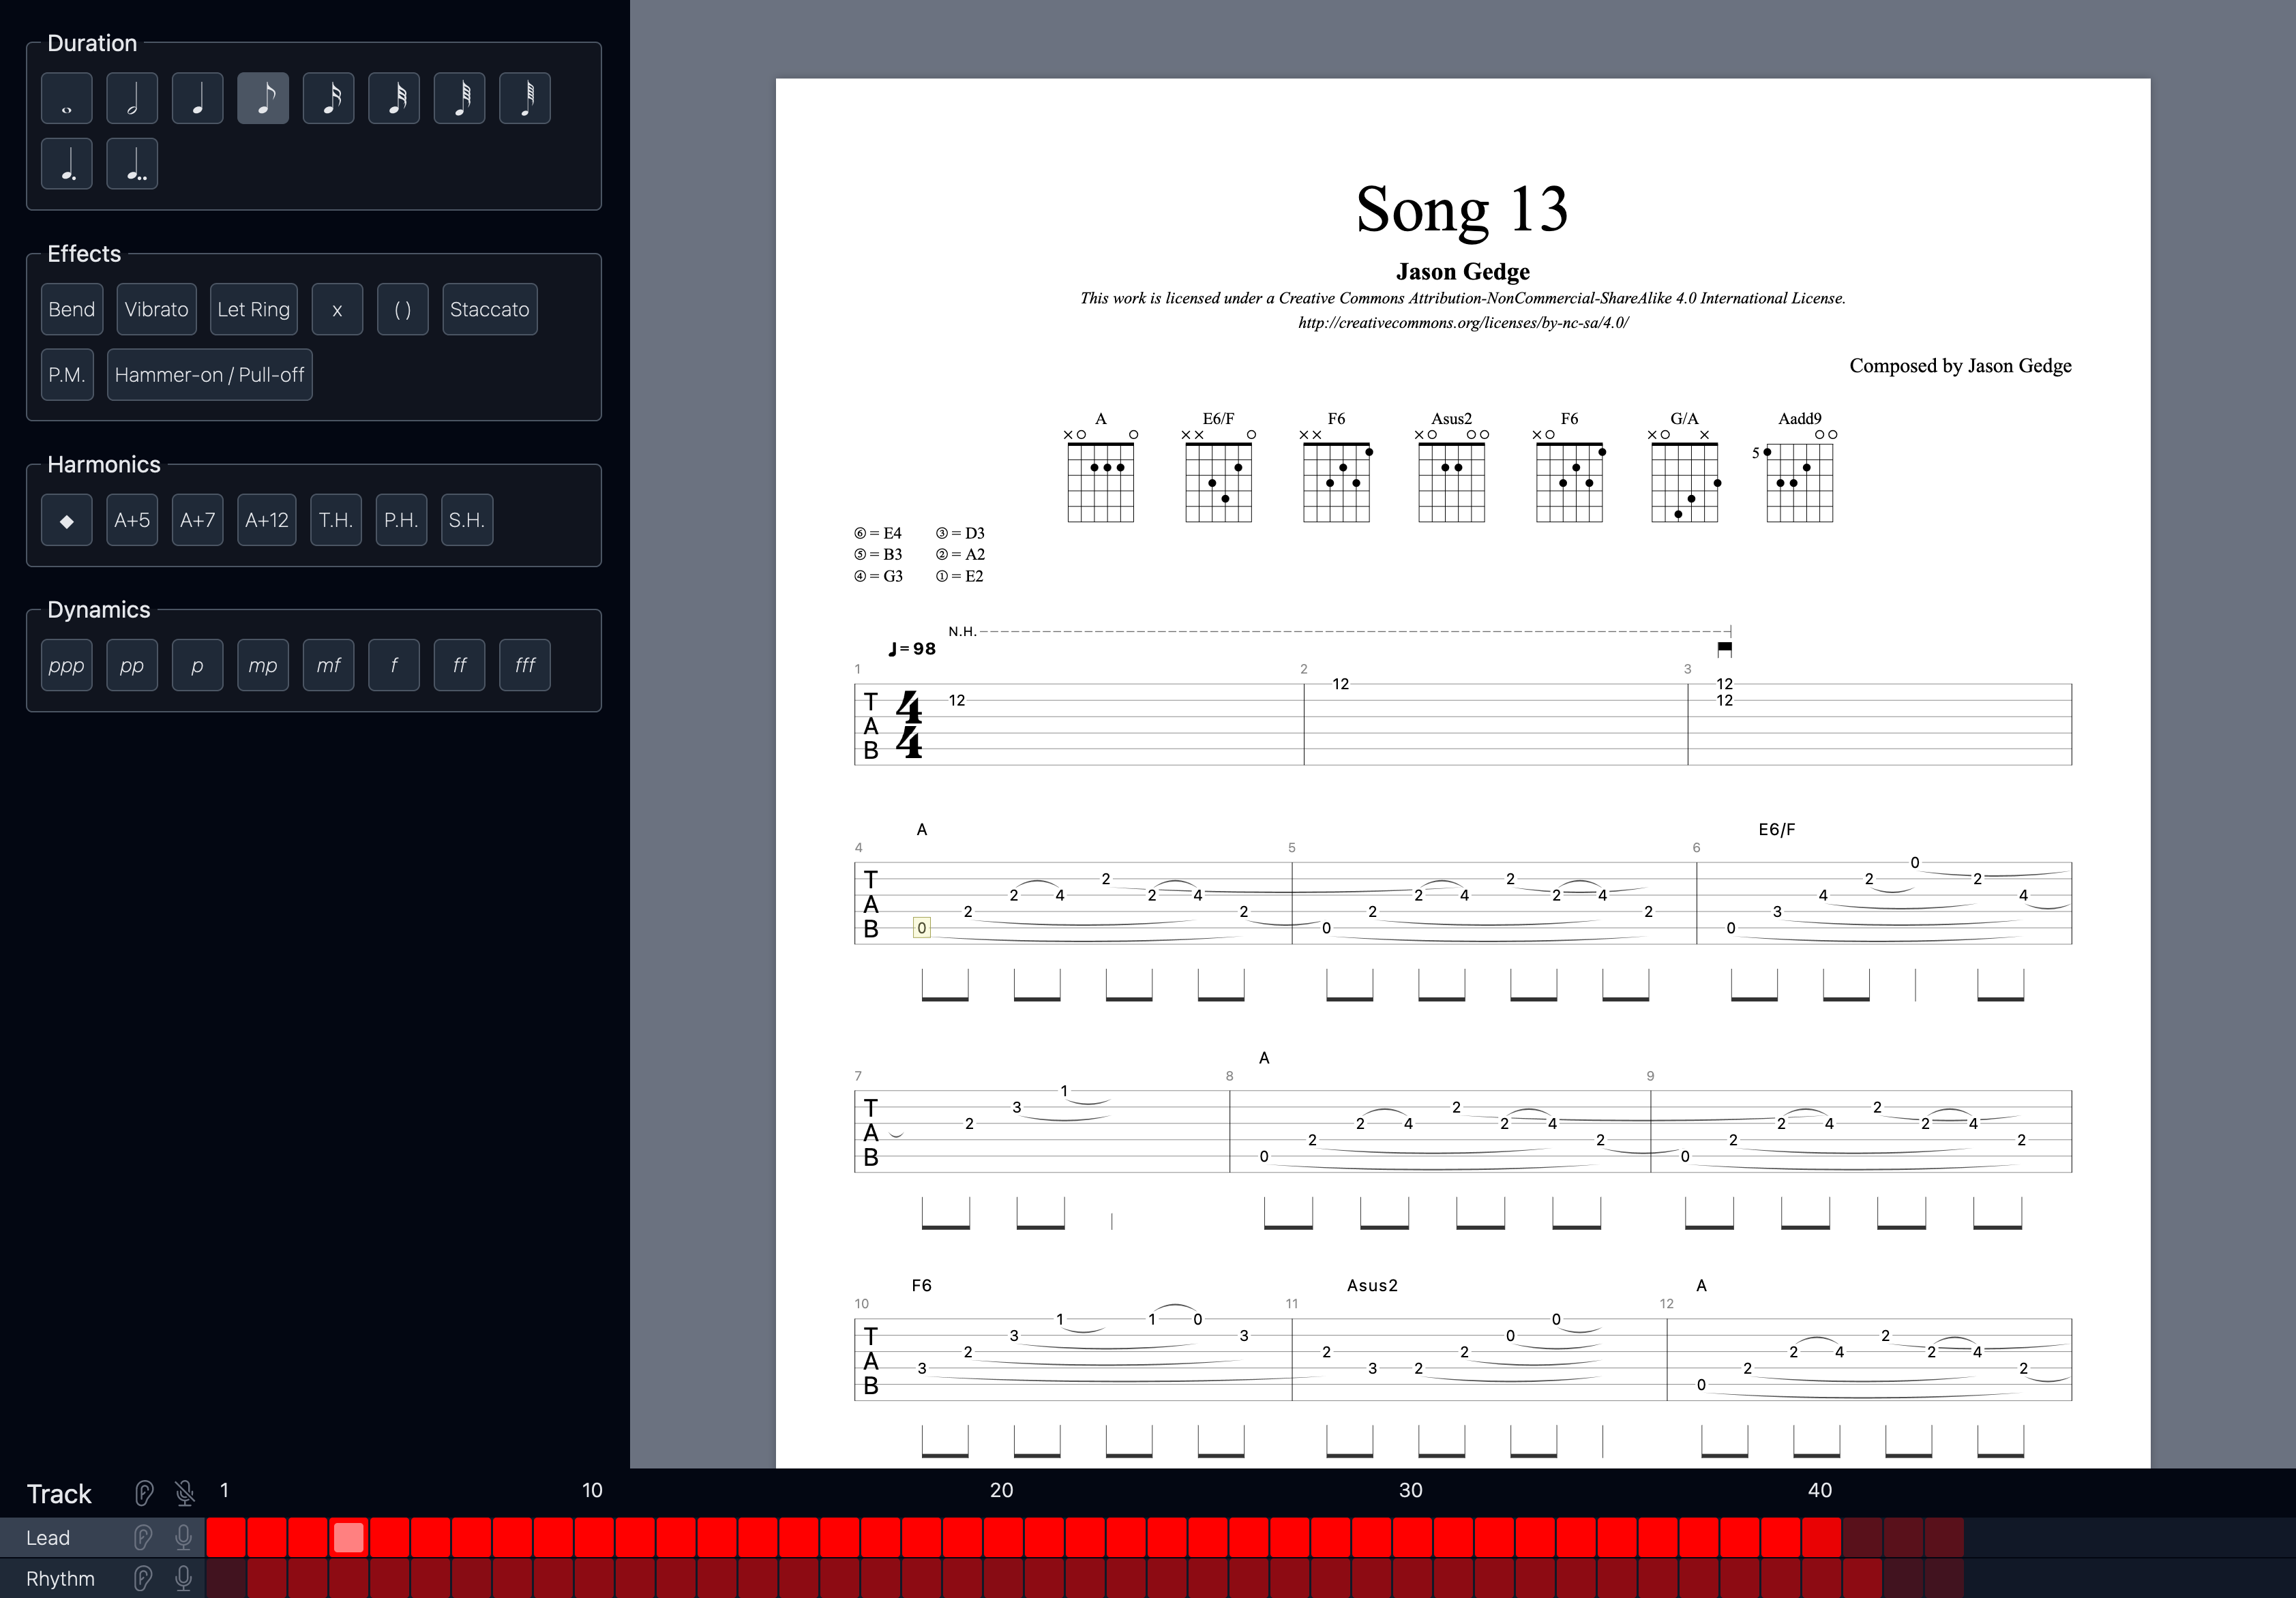 Duration
Effects
Bend Vibrato Let Ring x ( ) Staccato
P.M. Hammer-on / Pull-off
Harmonics
◆ A+5 A+7 A+12 T.H. P.H. S.H.
Dynamics
ppp pp p mp mf f ff fff
Song 13
Jason Gedge
This work is licensed under a Creative Commons Attribution-NonCommercial-ShareAlike 4.0 International License.
http://creativecommons.org/licenses/by-nc-sa/4.0/
Composed by Jason Gedge
A E6/F F6 Asus2 F6 G/A Aadd9
5
⑥ = E4 ③ = D3
⑤ = B3 ② = A2
④ = G3 ① = E2
N.H.
♩= 98
1 2 3
12 12
T 4 12 12
A
B 4
A E6/F
4 5 6
0
T 2 2 2 2
A 2 4 2 4 2 4 2 4 4 4
2 2 2 2 3
B 0 0 0
A
7 8 9
1
T 3 2 2
A 2 2 4 2 4 2 4 2 4
2 2 2 2
B 0 0
F6 Asus2 A
10 11 12
1 1 0 0
T 3 3 0 2
A 2 2 2 2 4 2 4
3 3 2 2 2
B 0
Track 1 10 20 30 40
Lead
Rhythm